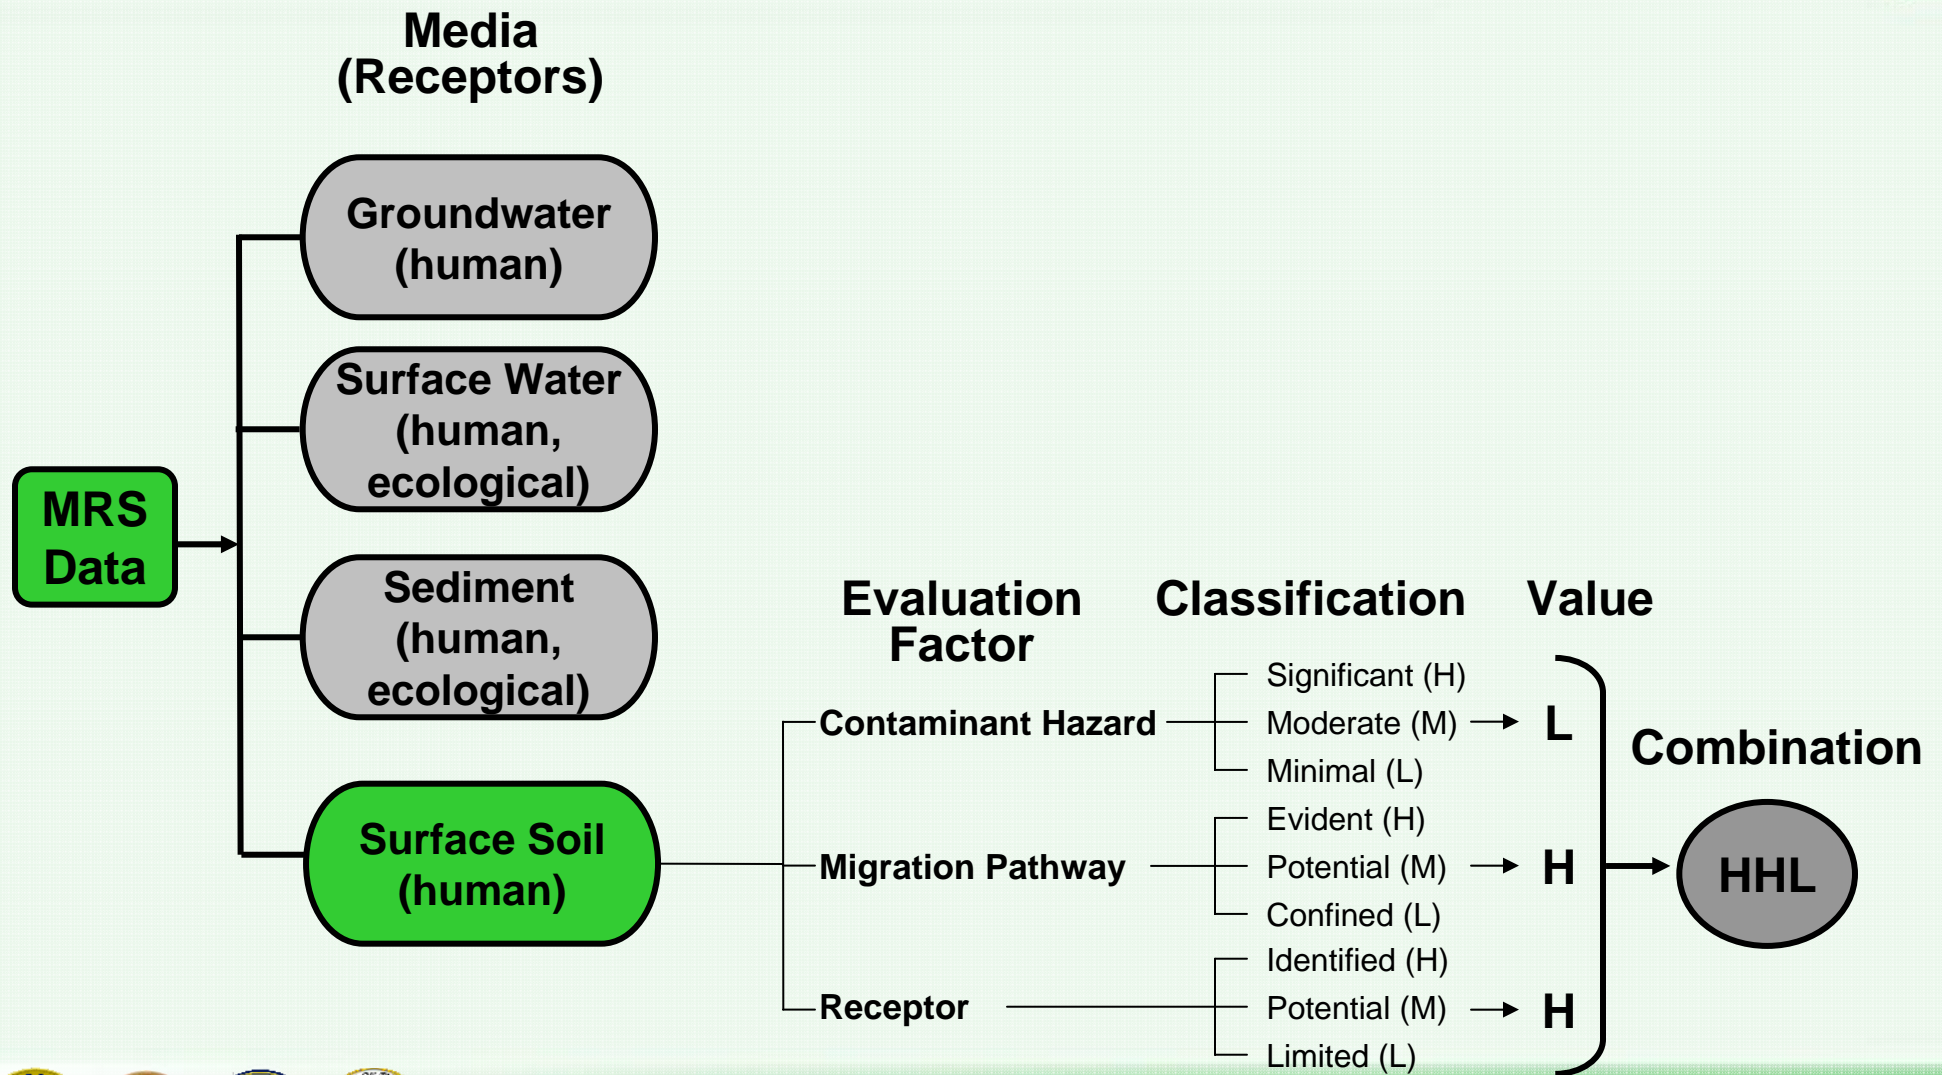 Media
(Receptors)
Groundwater
(human)
Surface Water
(human,
ecological)
MRS
Data
Sediment
(human,
ecological)
Surface Soil
(human)
Evaluation
Factor
Classification
Value
Contaminant Hazard
Significant (H)
Moderate (M)
Minimal (L)
L
Migration Pathway
Evident (H)
Potential (M)
Confined (L)
H
Receptor
Identified (H)
Potential (M)
Limited (L)
H
Combination
HHL